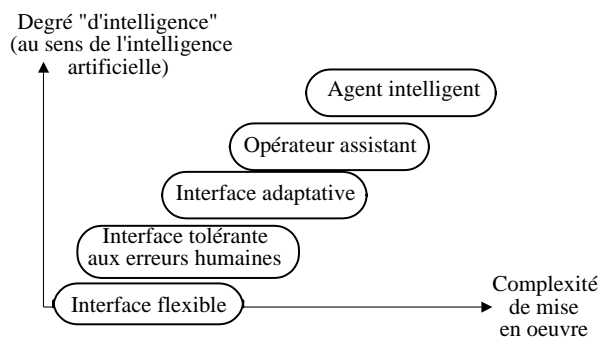 Degré "d'intelligence"
(au sens de l'intelligence
artificielle)
Agent intelligent
Opérateur assistant
Interface adaptative
Interface tolérante
aux erreurs humaines
Interface flexible
Complexité
de mise
en oeuvre